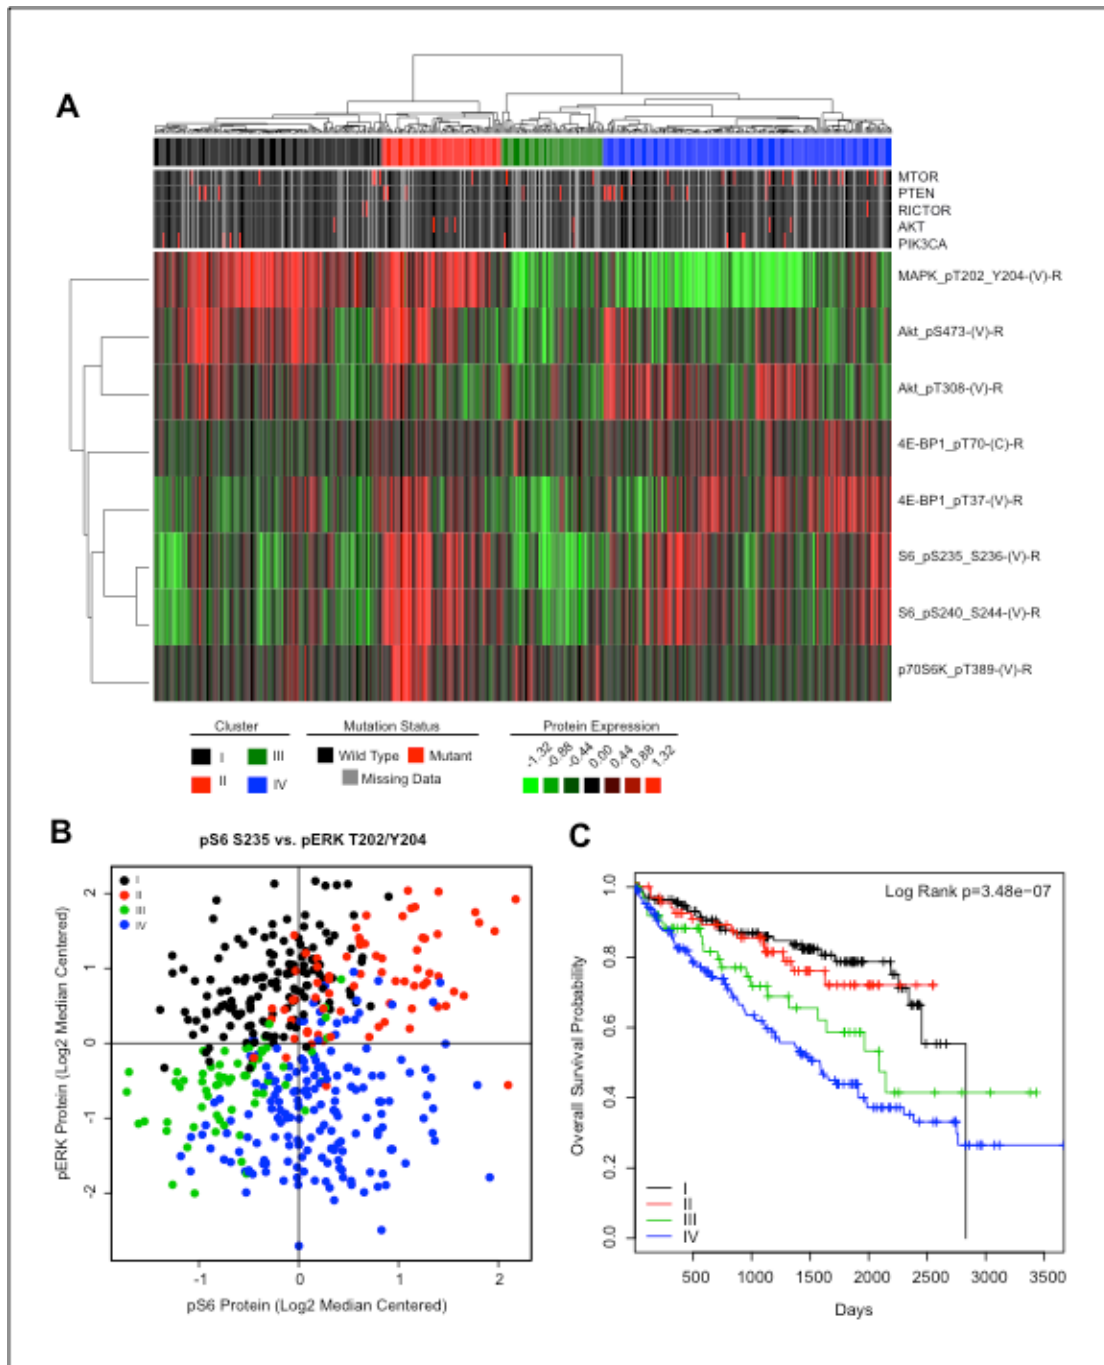 A
MTOR
PTEN
RICTOR
AKT
PIK3CA
MAPK_pT202_Y204-(V)-R
Akt_pS473-(V)-R
Akt_pT308-(V)-R
4E-BP1_pT70-(C)-R
4E-BP1_pT37-(V)-R
S6_pS235_S236-(V)-R
S6_pS240_S244-(V)-R
p70S6K_pT389-(V)-R
Cluster Mutation Status Protein Expression
I III
II IV
Wild Type Mutant
Missing Data
-1.32 -0.88 -0.44 0.00 0.44 0.88 1.32
B
pS6 S235 vs. pERK T202/Y204
I
II
III
IV
2
1
0
-1
-2
pERK Protein (Log2 Median Centered)
-1 0 1 2
pS6 Protein (Log2 Median Centered)
C
Log Rank p=3.48e−07
1.0
0.8
0.6
0.4
0.2
0.0
Overall Survival Probability
I
II
III
IV
500 1000 1500 2000 2500 3000 3500
Days